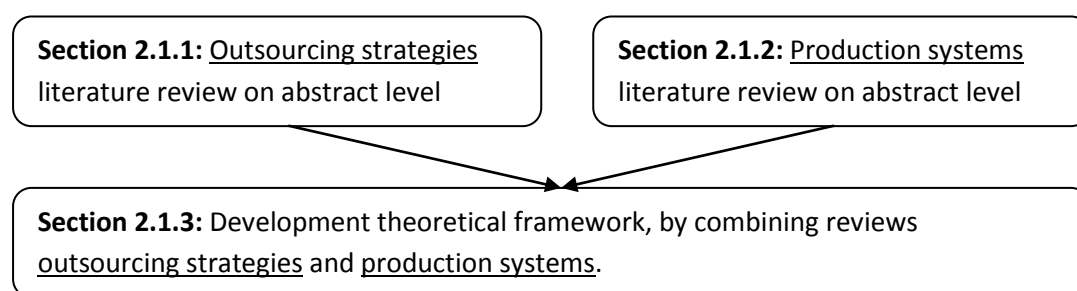 Section 2.1.1: Outsourcing strategies
literature review on abstract level
Section 2.1.2: Production systems
literature review on abstract level
Section 2.1.3: Development theoretical framework, by combining reviews
outsourcing strategies and production systems.